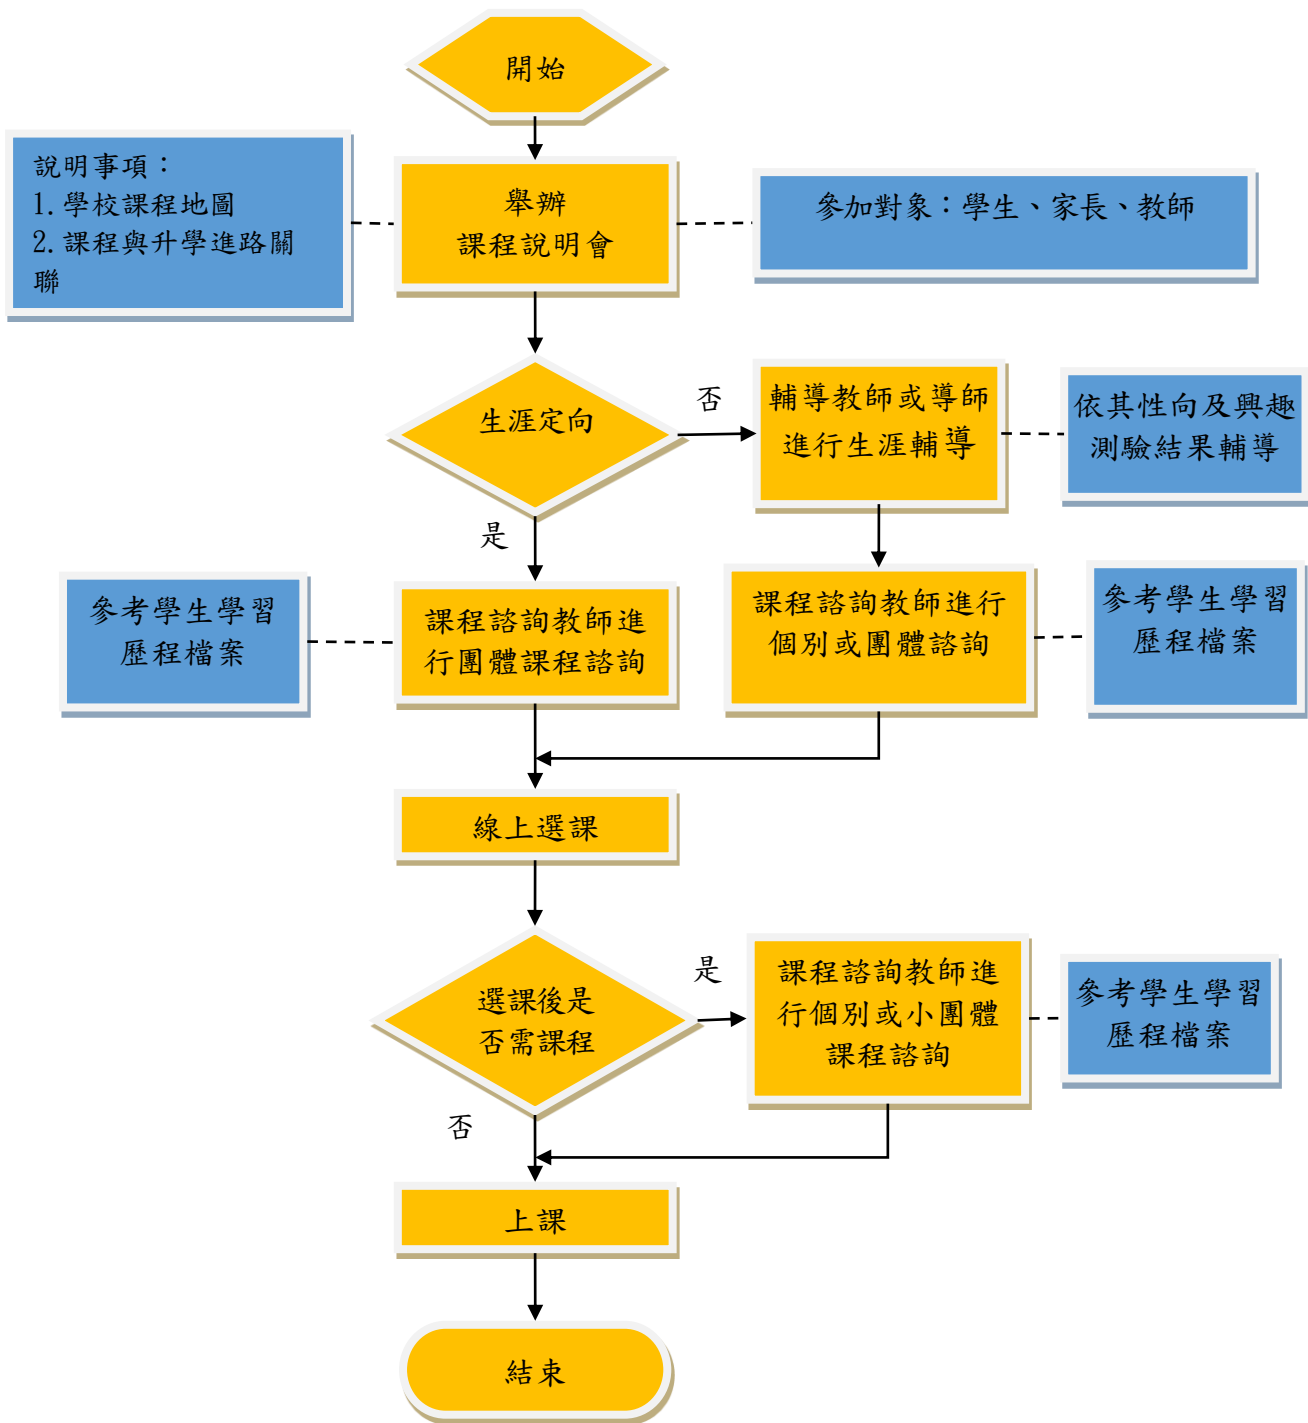 開始
說明事項：
1.學校課程地圖
2.課程與升學進路關
聯
舉辦
課程說明會
參加對象：學生、家長、教師
生涯定向
否
輔導教師或導師
進行生涯輔導
依其性向及興趣
測驗結果輔導
是
參考學生學習
歷程檔案
課程諮詢教師進
行團體課程諮詢
課程諮詢教師進行
個別或團體諮詢
參考學生學習
歷程檔案
線上選課
選課後是
否需課程
是
課程諮詢教師進
行個別或小團體
課程諮詢
參考學生學習
歷程檔案
否
上課
結束